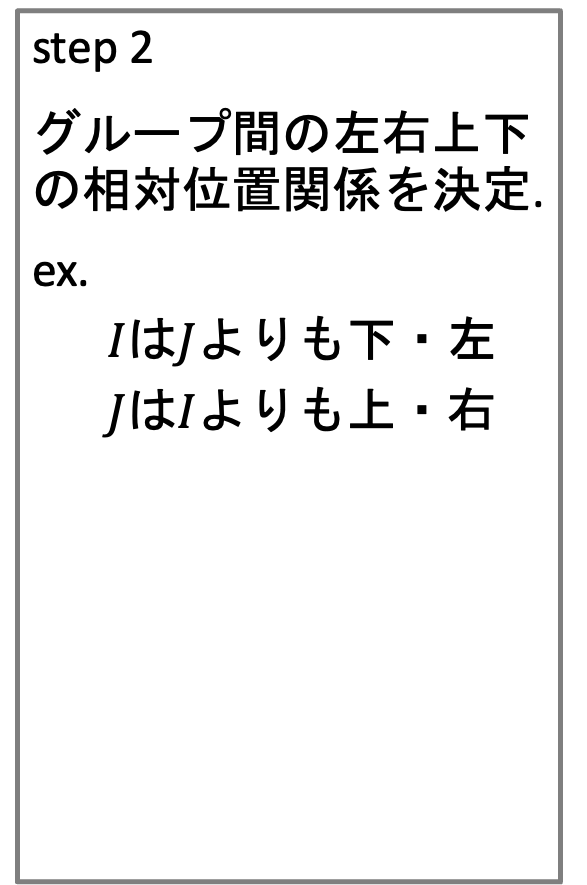 step 2
グループ間の左右上下
の相対位置関係を決定.
ex.
IはJよりも下・左
JはIよりも上・右